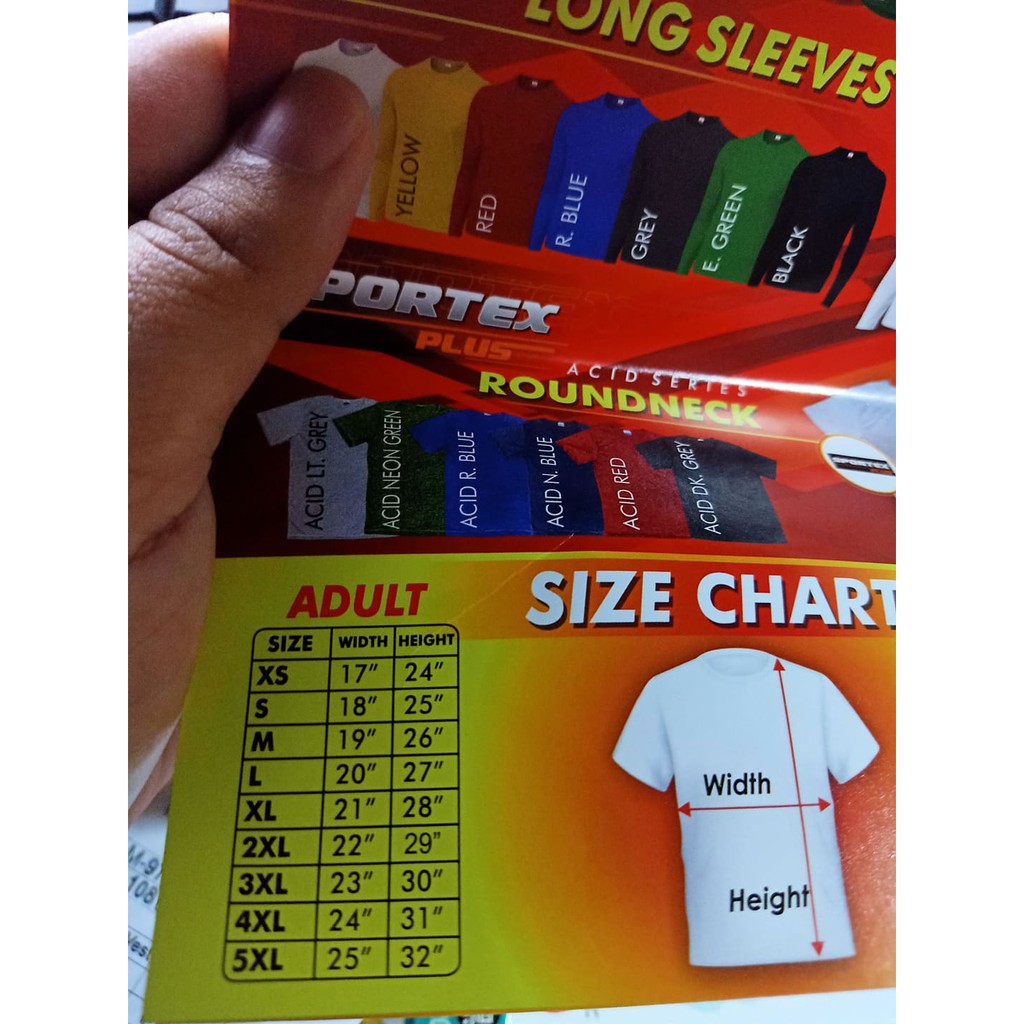 LONG SLEEVES
YELLOW
RED
R. BLUE
GREY
E. GREEN
BLACK
PORTEX
PLUS
ACID SERIES
ROUNDNECK
ACID LT. GREY
ACID NEON GREEN
ACID R. BLUE
ACID N. BLUE
ACID RED
ACID DK. GREY
SPORTEX
ADULT
SIZE CHART
SIZE WIDTH HEIGHT
XS 17" 24"
S 18" 25"
M 19" 26"
L 20" 27"
XL 21" 28"
2XL 22" 29"
3XL 23" 30"
4XL 24" 31"
5XL 25" 32"
Width
Height